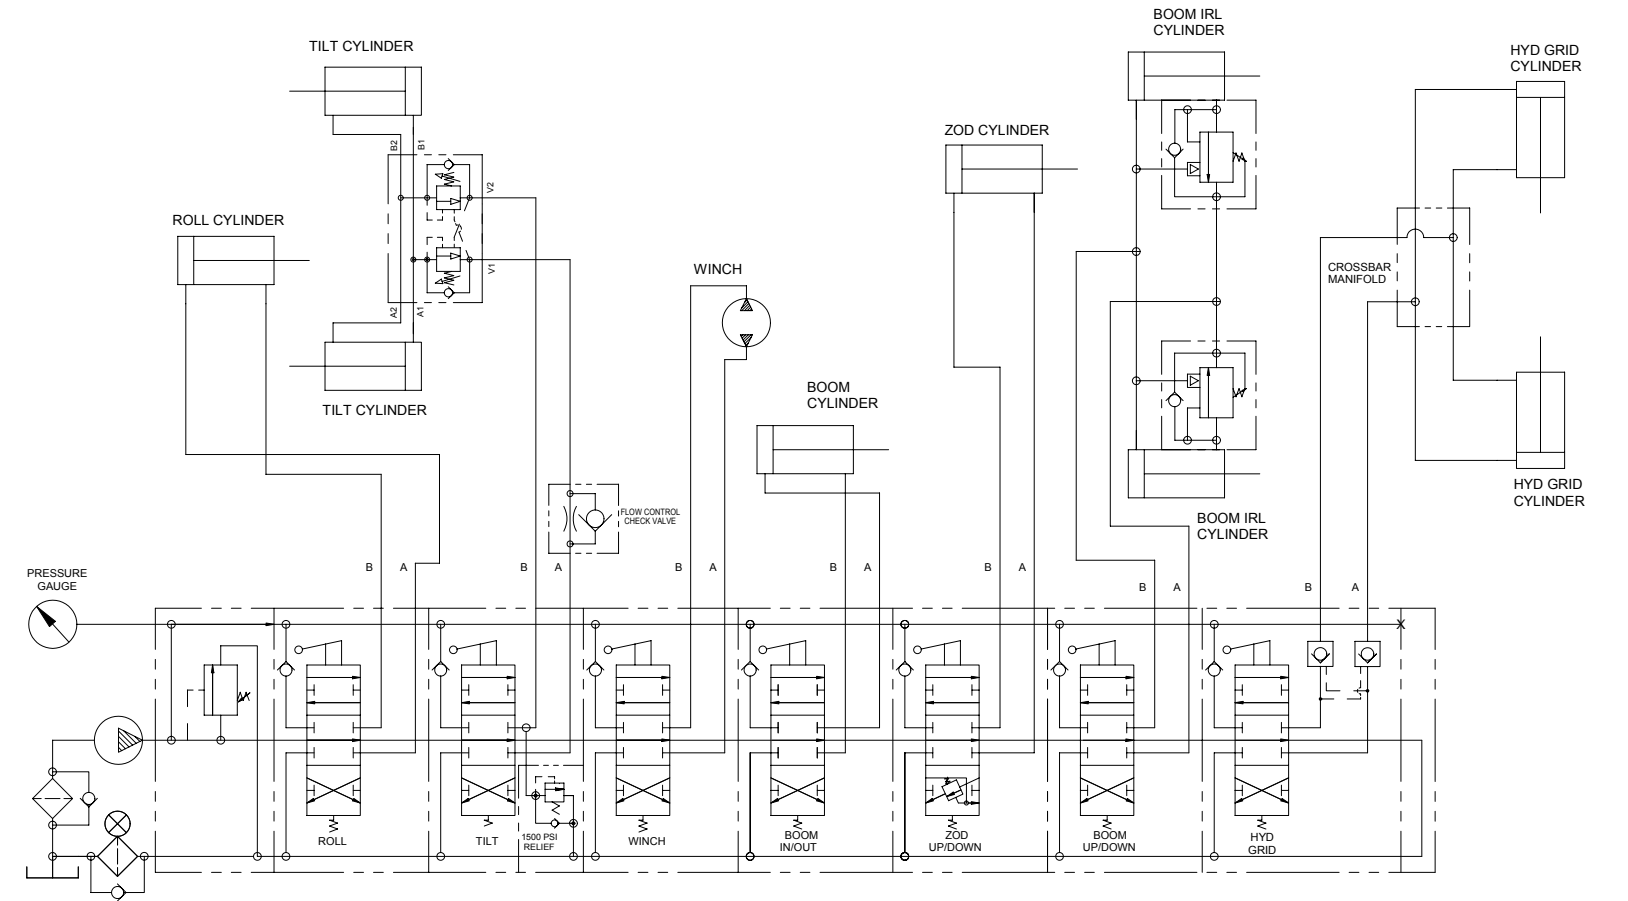 BOOM IRL
CYLINDER
TILT CYLINDER
HYD GRID
CYLINDER
ZOD CYLINDER
B2
B1
V2
ROLL CYLINDER
V1
WINCH
CROSSBAR
MANIFOLD
A2
A1
BOOM
CYLINDER
TILT CYLINDER
HYD GRID
CYLINDER
BOOM IRL
CYLINDER
FLOW CONTROL
CHECK VALVE
PRESSURE
GAUGE
B A
B A
B A
B A
B A
B A
B A
ROLL
TILT
1500 PSI
RELIEF
WINCH
BOOM
IN/OUT
ZOD
UP/DOWN
BOOM
UP/DOWN
HYD
GRID